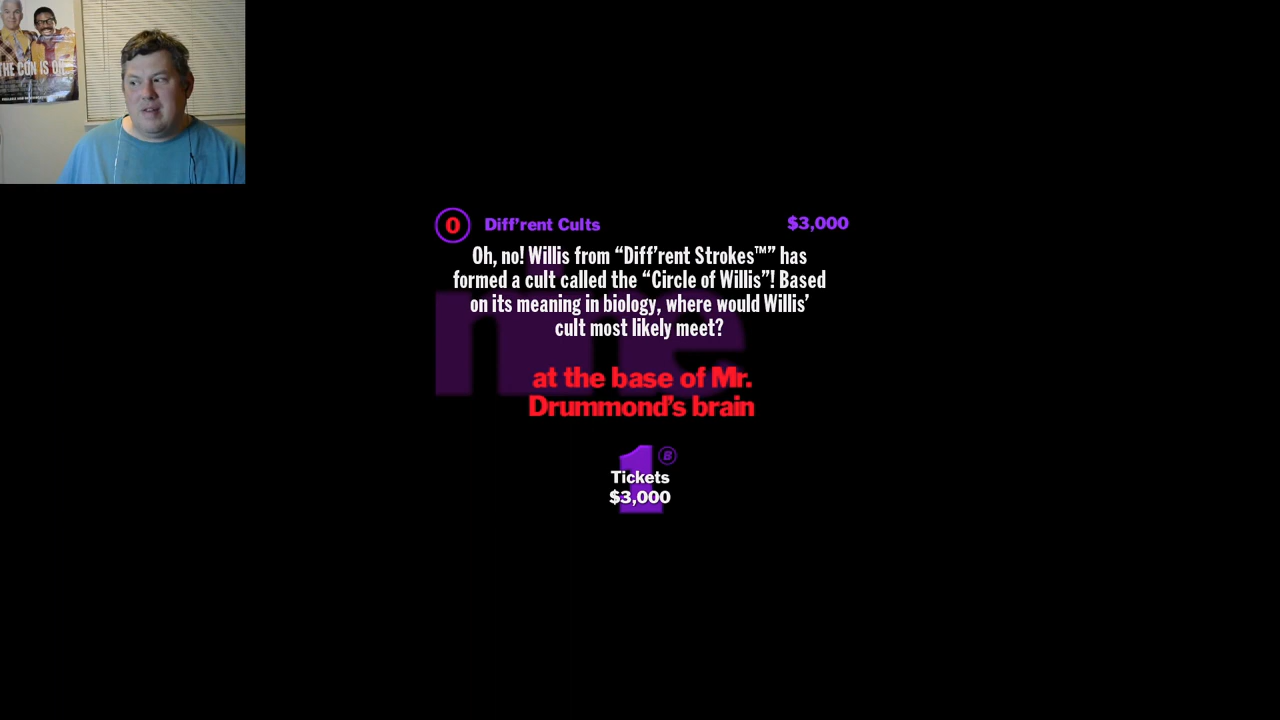 THE CON IS ON
0 Diff'rent Cults $3,000
Oh, no! Willis from “Diff'rent Strokes™” has
formed a cult called the “Circle of Willis”! Based
on its meaning in biology, where would Willis'
cult most likely meet?
nine
at the base of Mr.
Drummond's brain
1 B
Tickets
$3,000